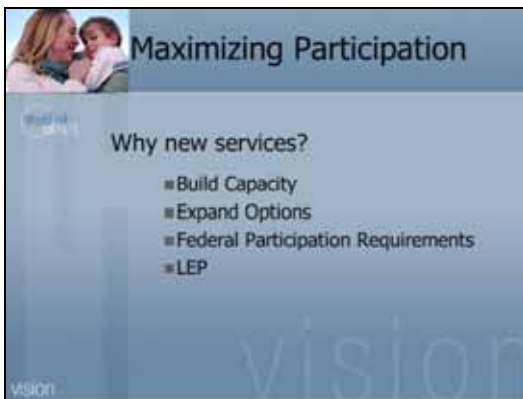 Maximizing Participation
Why new services?
Build Capacity
Expand Options
Federal Participation Requirements
LEP
vision
vision